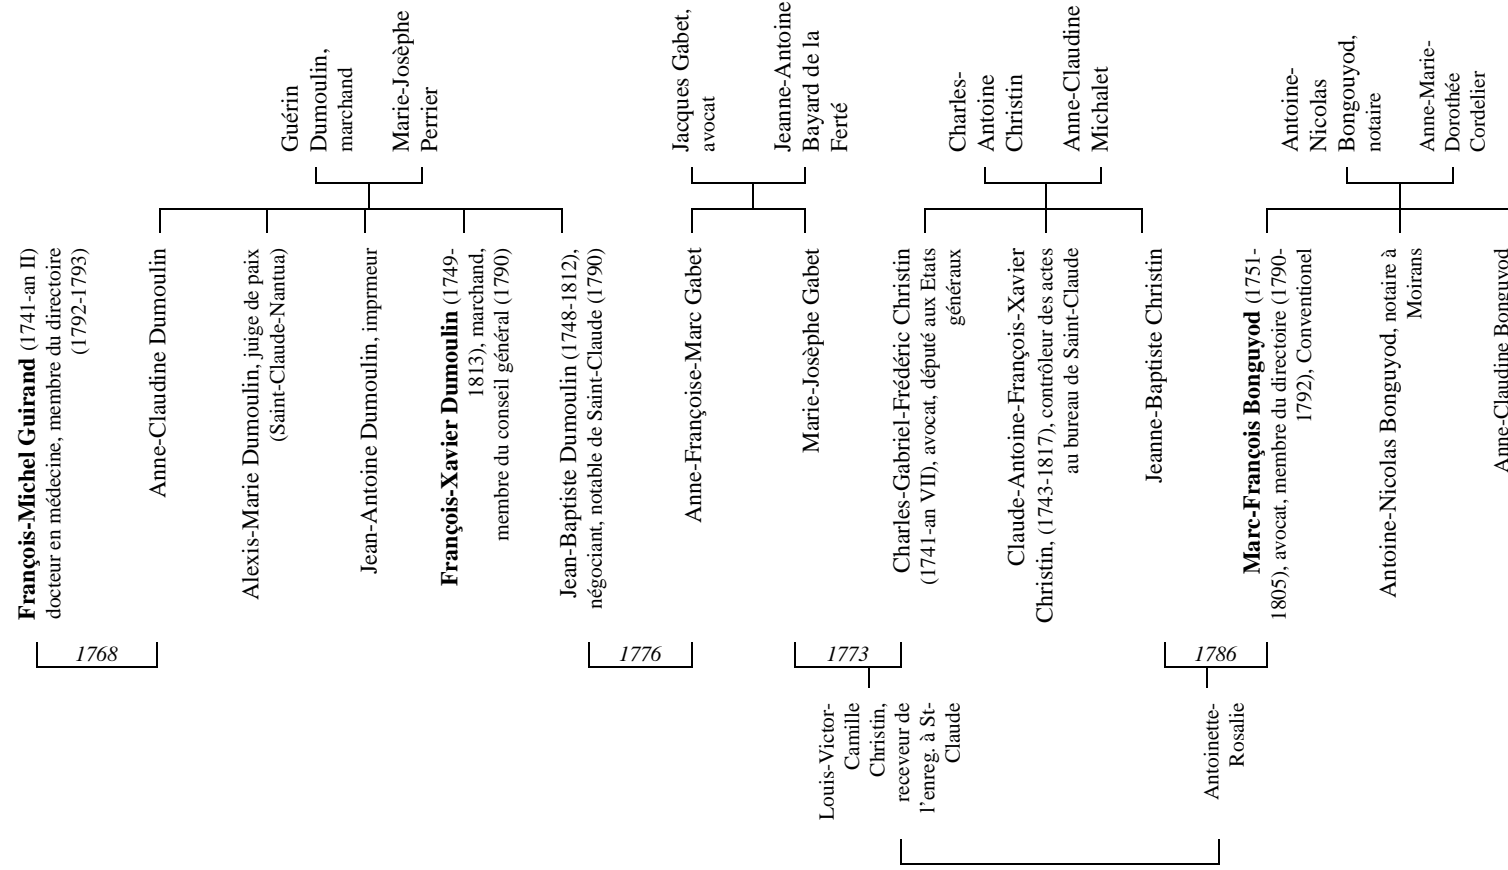 Guérin
Dumoulin,
marchand
Marie-Josèphe
Perrier
Jacques Gabet,
avocat
Jeanne-Antoine
Bayard de la
Ferté
Charles-
Antoine
Christin
Anne-Claudine
Michalet
Antoine-
Nicolas
Bongouyod,
notaire
Anne-Marie-
Dorothée
Cordelier
François-Michel Guirand (1741-an II)
docteur en médecine, membre du directoire
(1792-1793)
Anne-Claudine Dumoulin
Alexis-Marie Dumoulin, juige de paix
(Saint-Claude-Nantua)
Jean-Antoine Dumoulin, imprmeur
François-Xavier Dumoulin (1749-
1813), marchand,
membre du conseil général (1790)
Jean-Baptiste Dumoulin (1748-1812),
négociant, notable de Saint-Claude (1790)
Anne-Françoise-Marc Gabet
Marie-Josèphe Gabet
Charles-Gabriel-Frédéric Christin
(1741-an VII), avocat, député aux Etats
généraux
Claude-Antoine-François-Xavier
Christin, (1743-1817), contrôleur des actes
au bureau de Saint-Claude
Jeanne-Baptiste Christin
Marc-François Bonguyod (1751-
1805), avocat, membre du directoire (1790-
1792), Conventionel
Antoine-Nicolas Bonguyod, notaire à
Moirans
Anne-Claudine Bonguyod
1768
1776
1773
1786
Louis-Victor-
Camille
Christin,
receveur de
l'enreg. à St-
Claude
Antoinette-
Rosalie